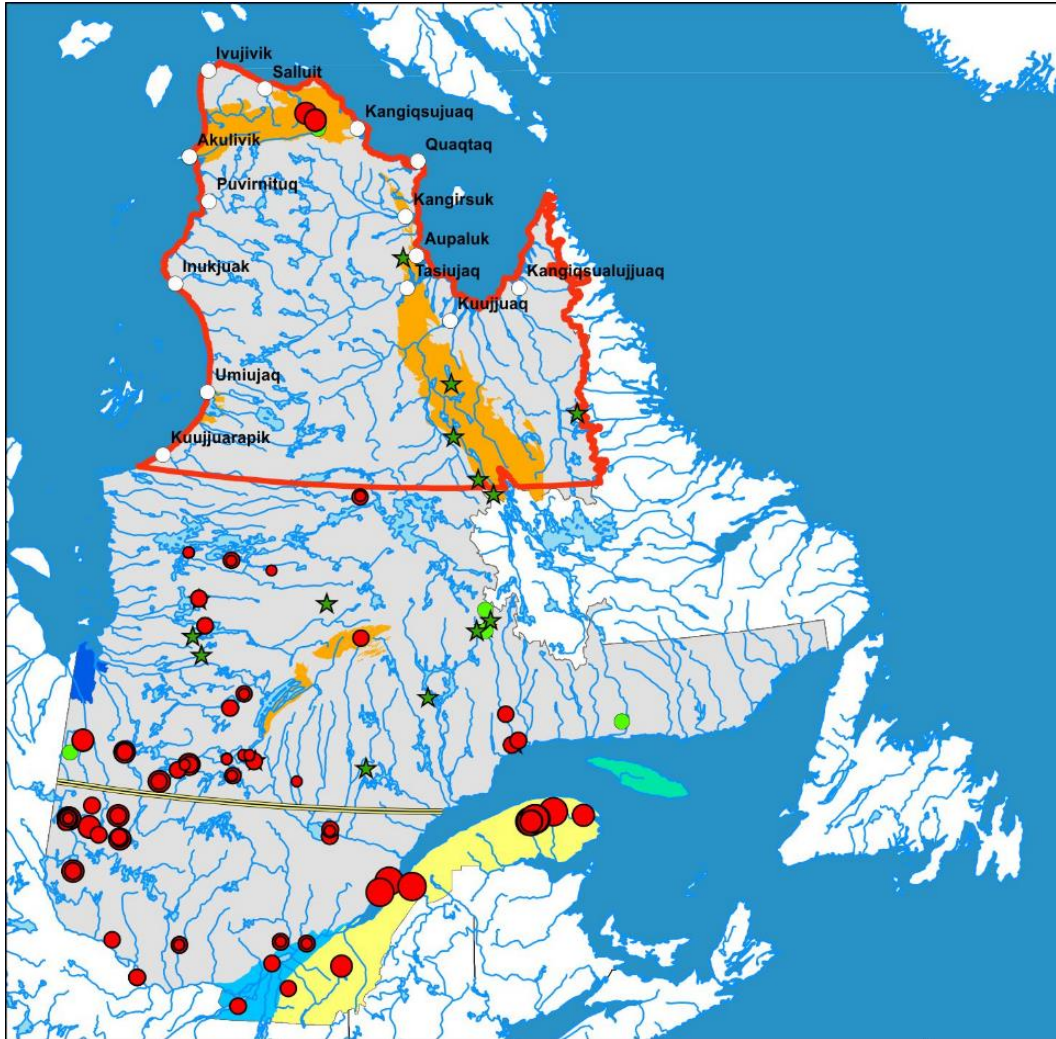 Ivujivik
Salluit
Kangiqsujuaq
Akulivik
Quaqtaq
Puvirnituq
Kangirsuk
Aupaluk
Tasiujaq
Kangiqsualujjuaq
Inukjuak
Kuujjuaq
Umiujaq
Kuujjuarapik